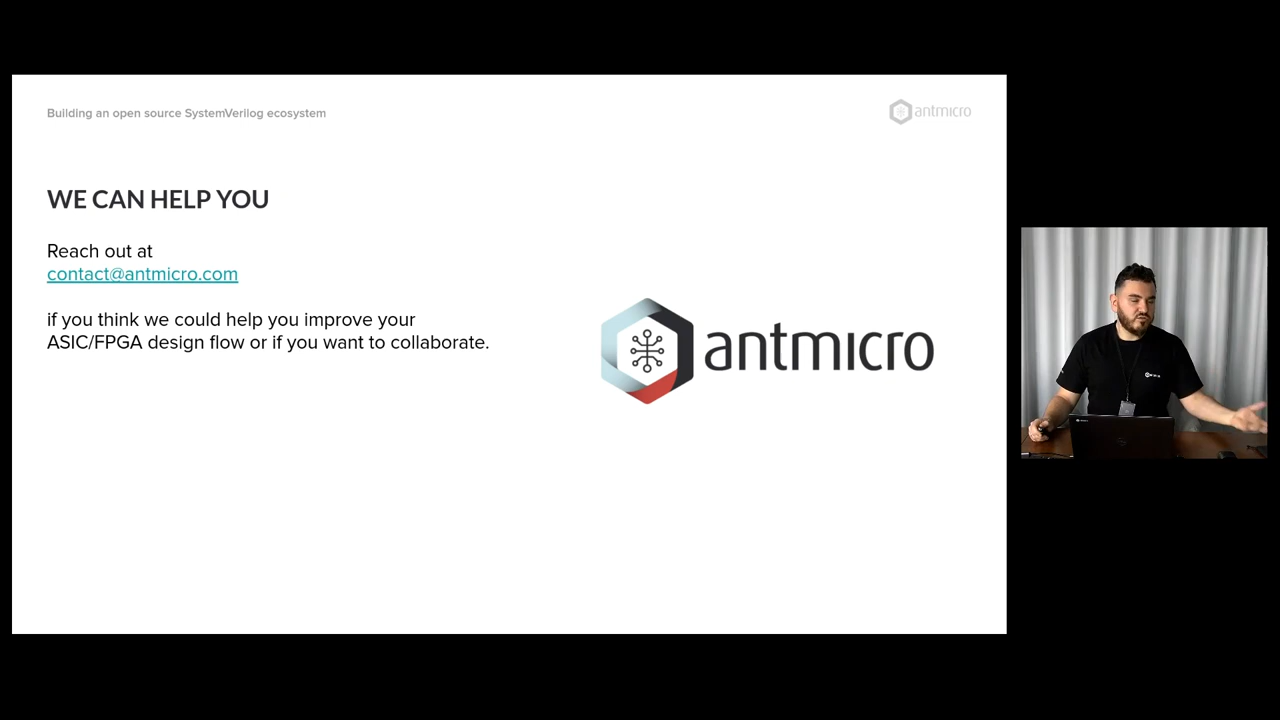 Building an open source SystemVerilog ecosystem
antmicro
WE CAN HELP YOU
Reach out at
contact@antmicro.com
if you think we could help you improve your
ASIC/FPGA design flow or if you want to collaborate.
antmicro